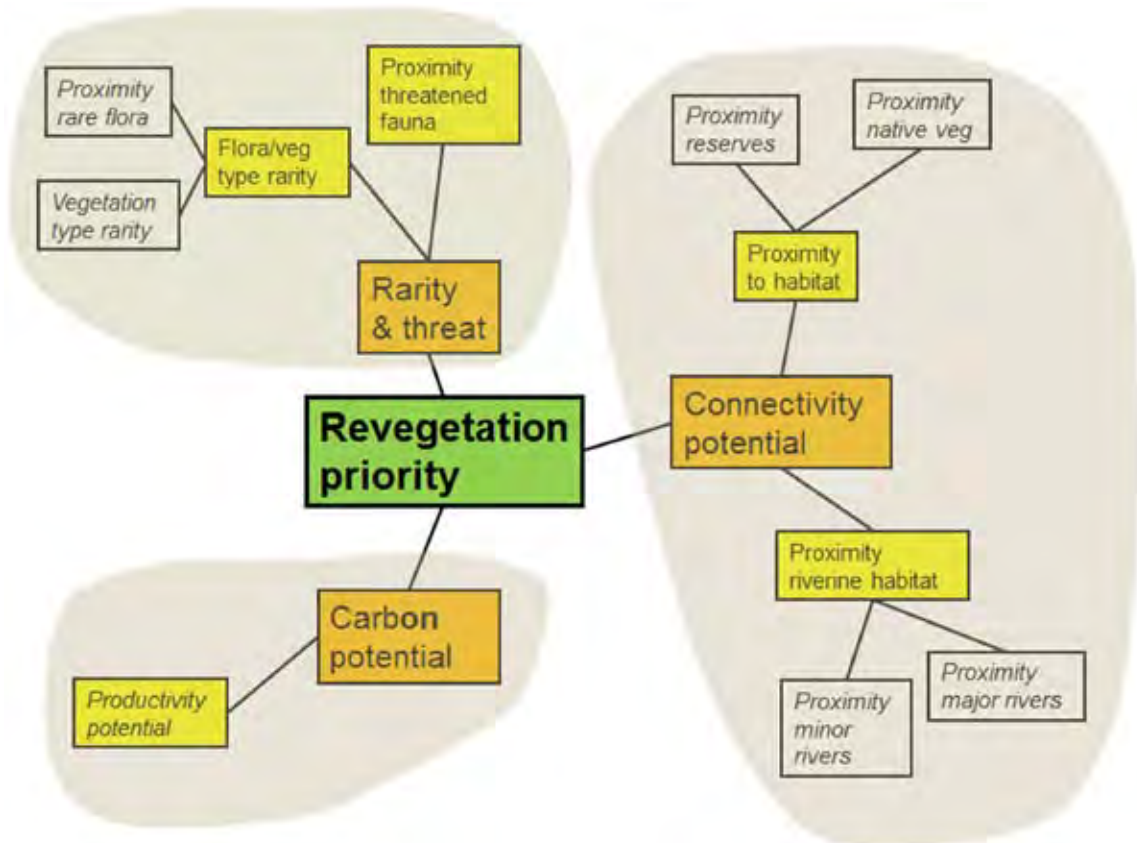 Proximity
rare flora
Vegetation
type rarity
Flora/veg
type rarity
Proximity
threatened
fauna
Rarity
& threat
Revegetation
priority
Carbon
potential
Productivity
potential
Proximity
reserves
Proximity
native veg
Proximity
to habitat
Connectivity
potential
Proximity
riverine habitat
Proximity
minor
rivers
Proximity
major rivers